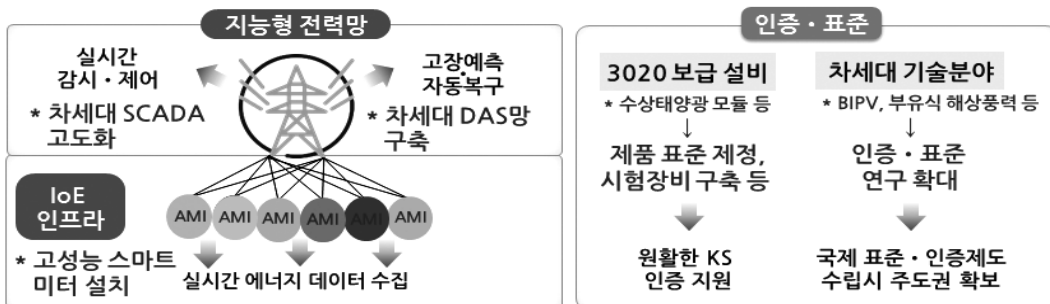 지능형 전력망
실시간
감시・제어
* 차세대 SCADA
고도화
고장예측
자동복구
* 차세대 DAS망
구축
IoE
인프라
* 고성능 스마트
미터 설치
AMI AMI AMI AMI AMI AMI
실시간 에너지 데이터 수집
인증・표준
3020 보급 설비
* 수상태양광 모듈 등
제품 표준 제정,
시험장비 구축 등
원활한 KS
인증 지원
차세대 기술분야
* BIPV, 부유식 해상풍력 등
인증・표준
연구 확대
국제 표준・인증제도
수립시 주도권 확보